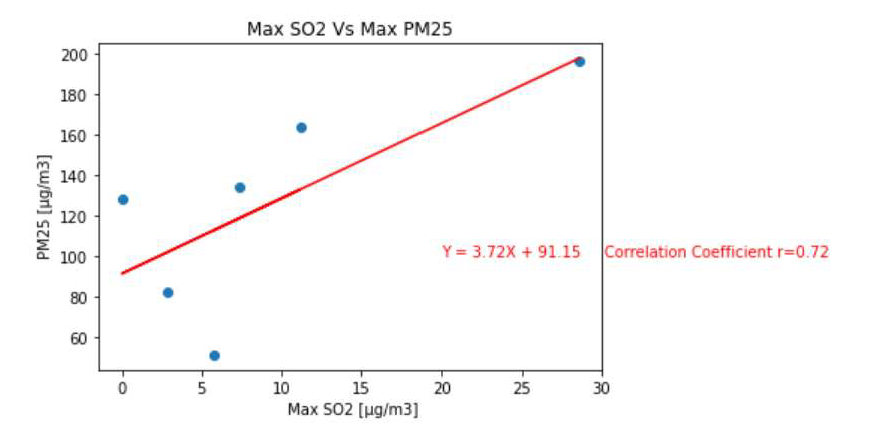 Max SO2 Vs Max PM25
200
180
160
140
120
100
80
60
PM25 [µg/m3]
Y = 3.72X + 91.15 Correlation Coefficient r=0.72
0 5 10 15 20 25 30
Max SO2 [µg/m3]